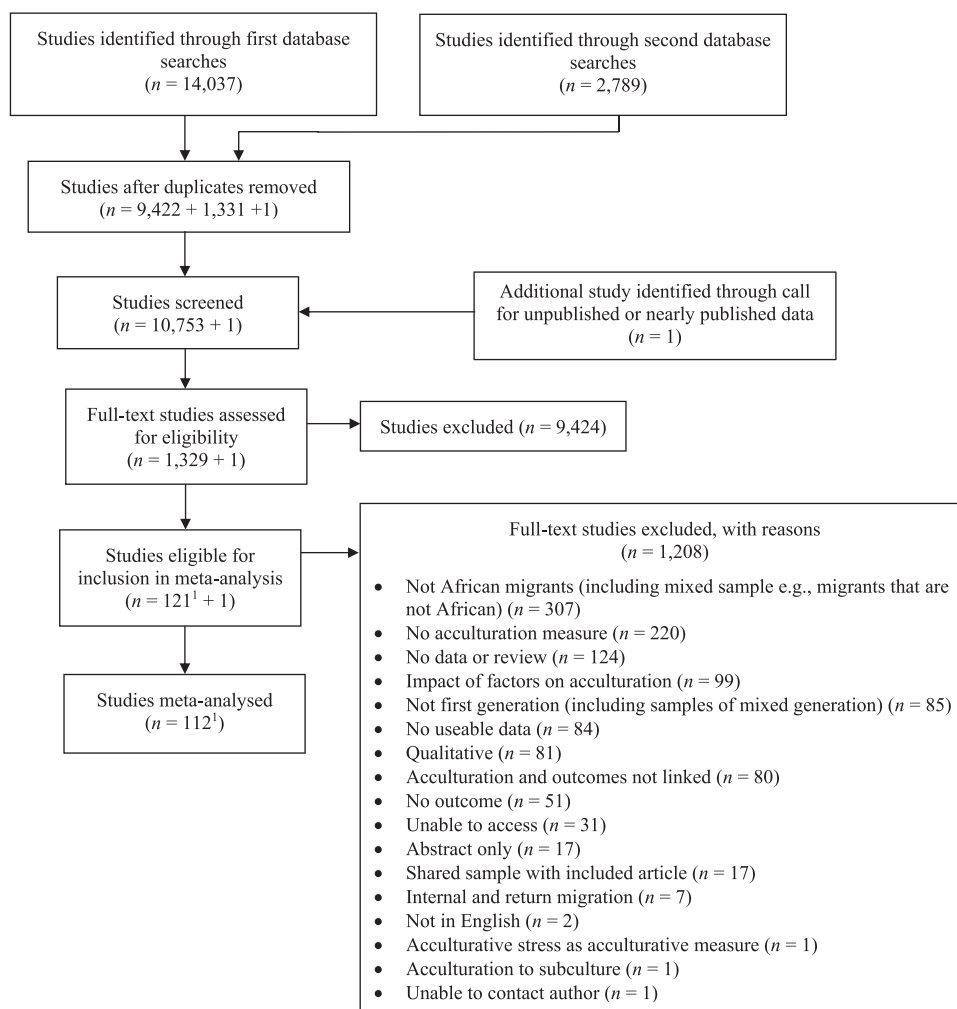 Studies identified through first database
searches
(n = 14,037)
Studies identified through second database
searches
(n = 2,789)
Studies after duplicates removed
(n = 9,422 + 1,331 +1)
Studies screened
(n = 10,753 + 1)
Additional study identified through call
for unpublished or nearly published data
(n = 1)
Full-text studies assessed
for eligibility
(n = 1,329 + 1)
Studies excluded (n = 9,424)
Studies eligible for
inclusion in meta-analysis
(n = 121¹ + 1)
Full-text studies excluded, with reasons
(n = 1,208)
• Not African migrants (including mixed sample e.g., migrants that are
not African) (n = 307)
• No acculturation measure (n = 220)
• No data or review (n = 124)
• Impact of factors on acculturation (n = 99)
• Not first generation (including samples of mixed generation) (n = 85)
• No useable data (n = 84)
• Qualitative (n = 81)
• Acculturation and outcomes not linked (n = 80)
• No outcome (n = 51)
• Unable to access (n = 31)
• Abstract only (n = 17)
• Shared sample with included article (n = 17)
• Internal and return migration (n = 7)
• Not in English (n = 2)
• Acculturative stress as acculturative measure (n = 1)
• Acculturation to subculture (n = 1)
• Unable to contact author (n = 1)
Studies meta-analysed
(n = 112¹)